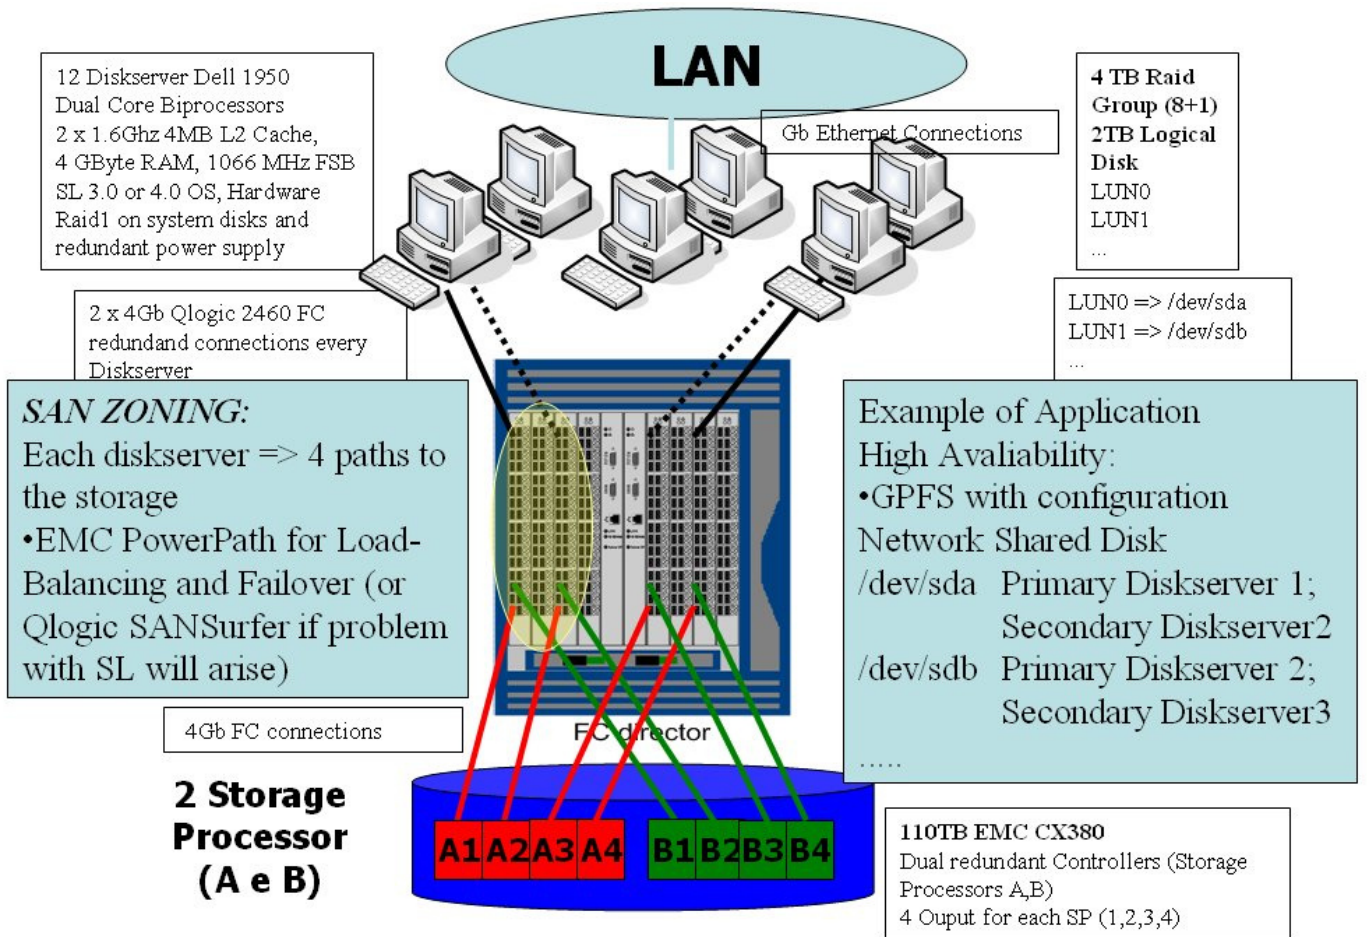 LAN
12 Diskserver Dell 1950
Dual Core Biprocessors
2 x 1.6Ghz 4MB L2 Cache,
4 GByte RAM, 1066 MHz FSB
SL 3.0 or 4.0 OS, Hardware
Raid1 on system disks and
redundant power supply
Gb Ethernet Connections
4 TB Raid
Group (8+1)
2TB Logical
Disk
LUN0
LUN1
...
2 x 4Gb Qlogic 2460 FC
redundand connections every
Diskserver
LUN0 => /dev/sda
LUN1 => /dev/sdb
...
SAN ZONING:
Each diskserver => 4 paths to
the storage
•EMC PowerPath for Load-
Balancing and Failover (or
Qlogic SANSurfer if problem
with SL will arise)
Example of Application
High Avaliability:
•GPFS with configuration
Network Shared Disk
/dev/sda Primary Diskserver 1;
Secondary Diskserver2
/dev/sdb Primary Diskserver 2;
Secondary Diskserver3
.....
4Gb FC connections
FC director
2 Storage
Processor
(A e B)
A1 A2 A3 A4 B1 B2 B3 B4
110TB EMC CX380
Dual redundant Controllers (Storage
Processors A,B)
4 Ouput for each SP (1,2,3,4)